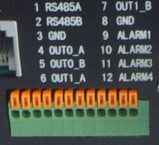 1 RS485A 7 OUT1_B
2 RS485B 8 GND
3 GND 9 ALARM1
4 OUT0_A 10 ALARM2
5 OUT0_B 11 ALARM3
6 OUT1_A 12 ALARM4